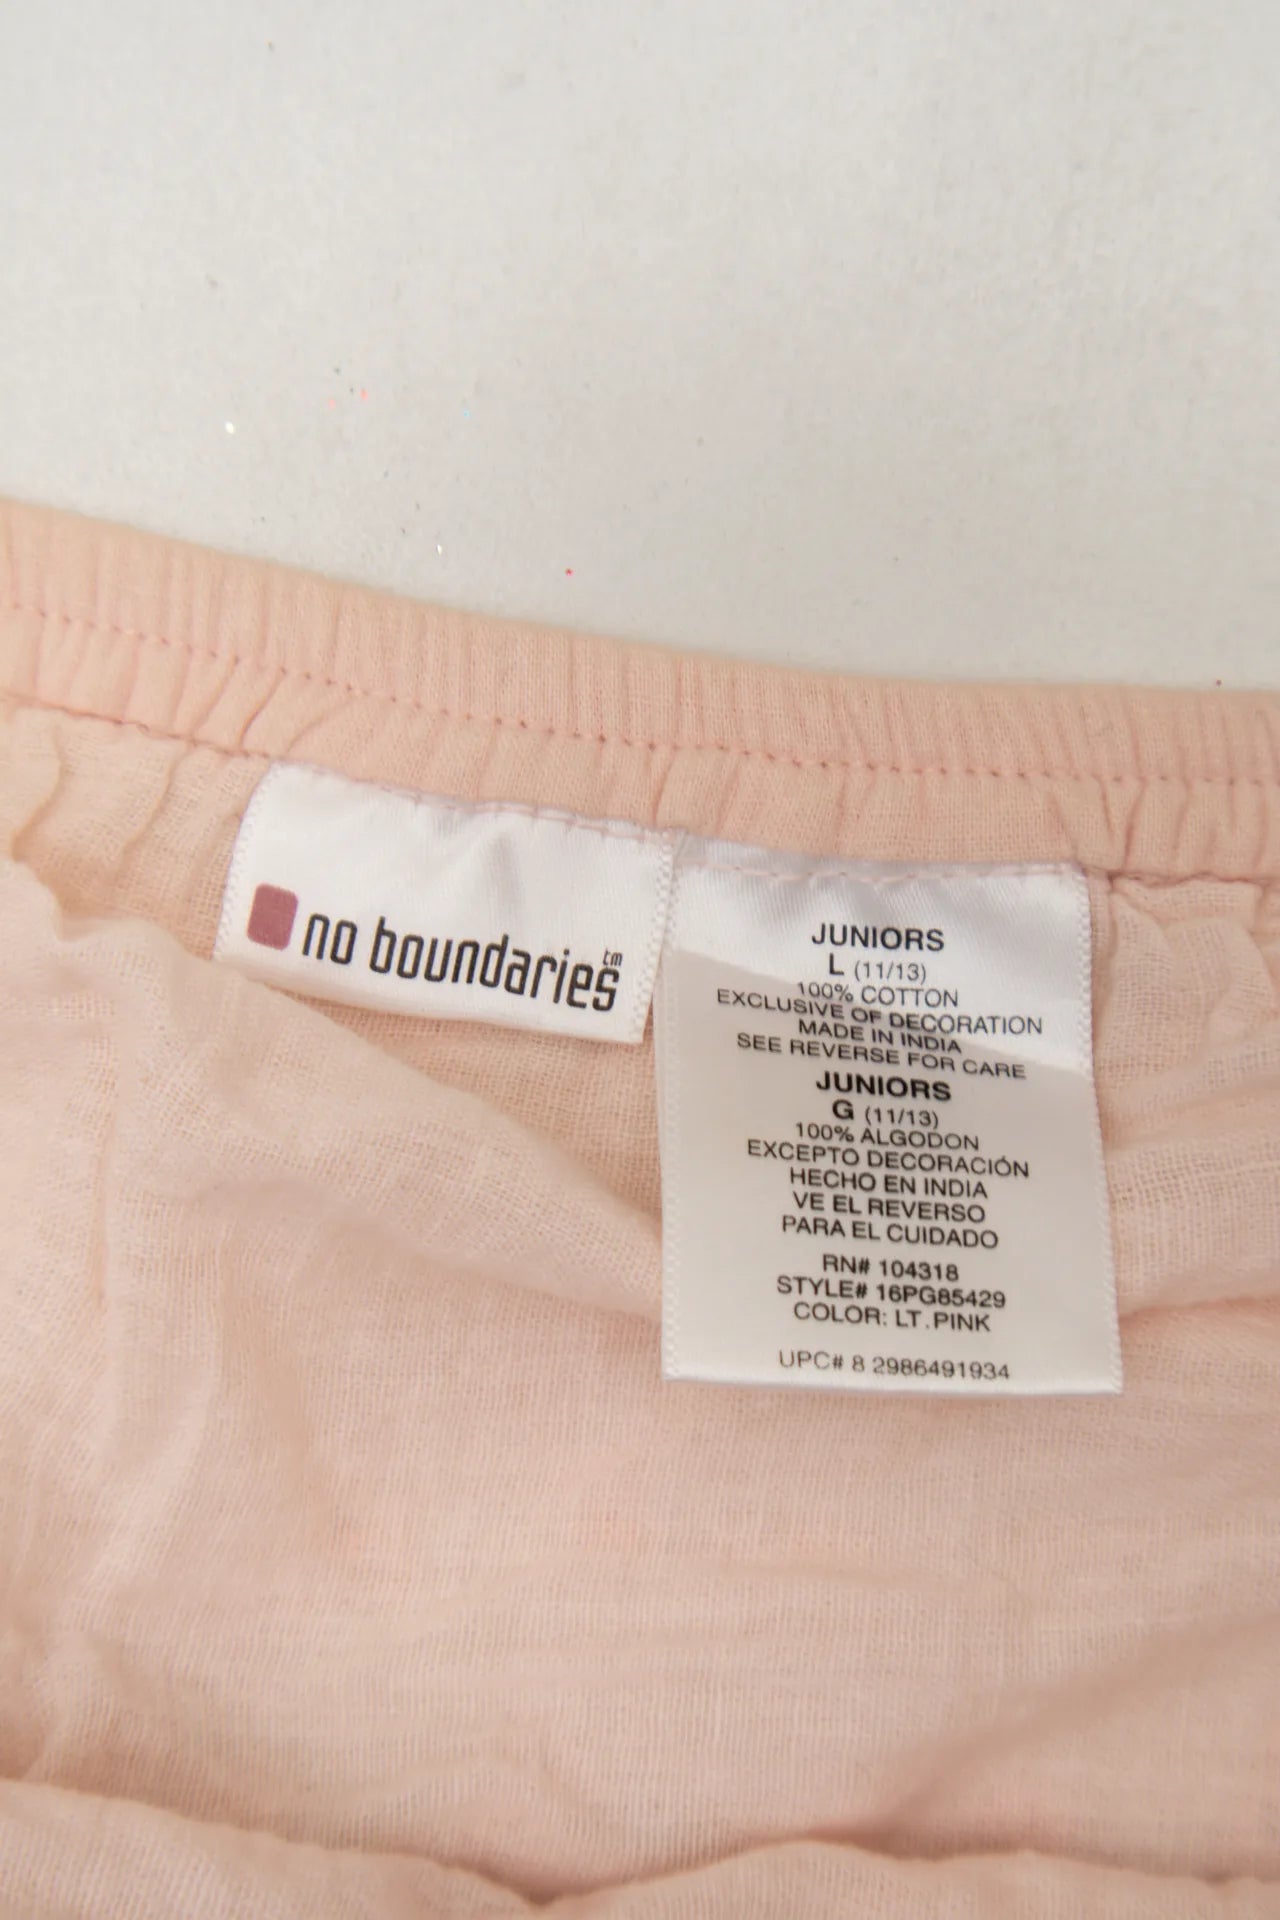 no boundaries tm
JUNIORS
L (11/13)
100% COTTON
EXCLUSIVE OF DECORATION
MADE IN INDIA
SEE REVERSE FOR CARE
JUNIORS
G (11/13)
100% ALGODON
EXCEPTO DECORACIÓN
HECHO EN INDIA
VE EL REVERSO
PARA EL CUIDADO
RN# 104318
STYLE# 16PG85429
COLOR: LT.PINK
UPC# 8 2986491934